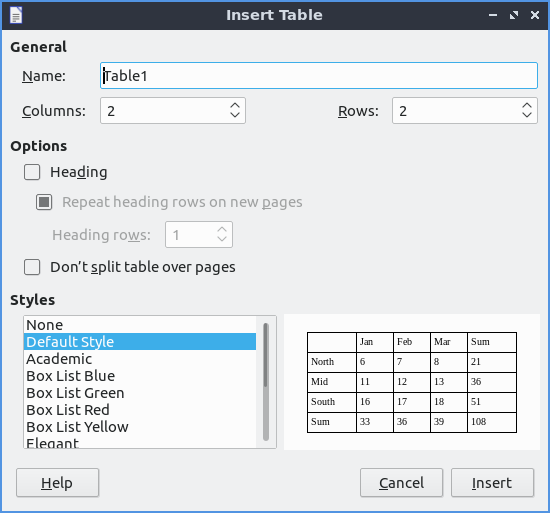 Insert Table
General
Name: Table1
Columns: 2 Rows: 2
Options
Heading
Repeat heading rows on new pages
Heading rows: 1
Don't split table over pages
Styles
None
Default Style
Academic
Box List Blue
Box List Green
Box List Red
Box List Yellow
Elegant
Jan Feb Mar Sum
North 6 7 8 21
Mid 11 12 13 36
South 16 17 18 51
Sum 33 36 39 108
Help Cancel Insert